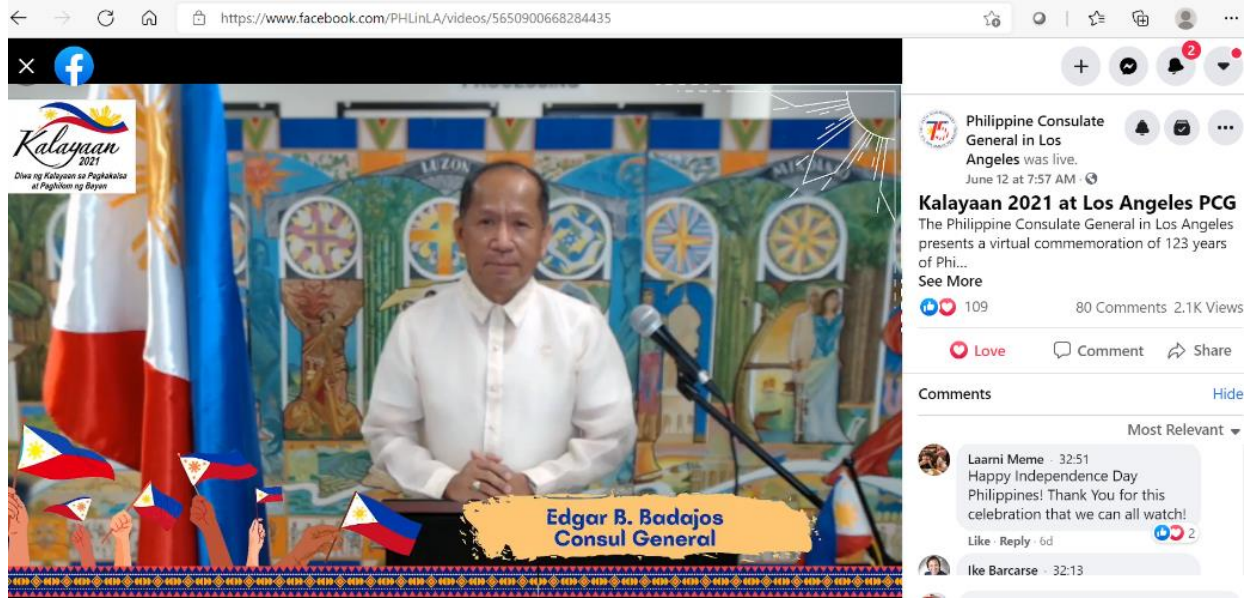 https://www.facebook.com/PHLinLA/videos/5650900668284435
2
Kalayaan
2021
Diwa ng Kalayaan sa Pagkakaisa
at Paghilom ng Bayan
LUZON
Edgar B. Badajos
Consul General
75
Philippine Consulate
General in Los
Angeles was live.
June 12 at 7:57 AM ·
Kalayaan 2021 at Los Angeles PCG
The Philippine Consulate General in Los Angeles
presents a virtual commemoration of 123 years
of Phi...
See More
109
80 Comments 2.1K Views
Love
Comment
Share
Comments
Hide
Most Relevant
Laarni Meme · 32:51
Happy Independence Day
Philippines! Thank You for this
celebration that we can all watch!
2
Like · Reply · 6d
Ike Barcarse · 32:13